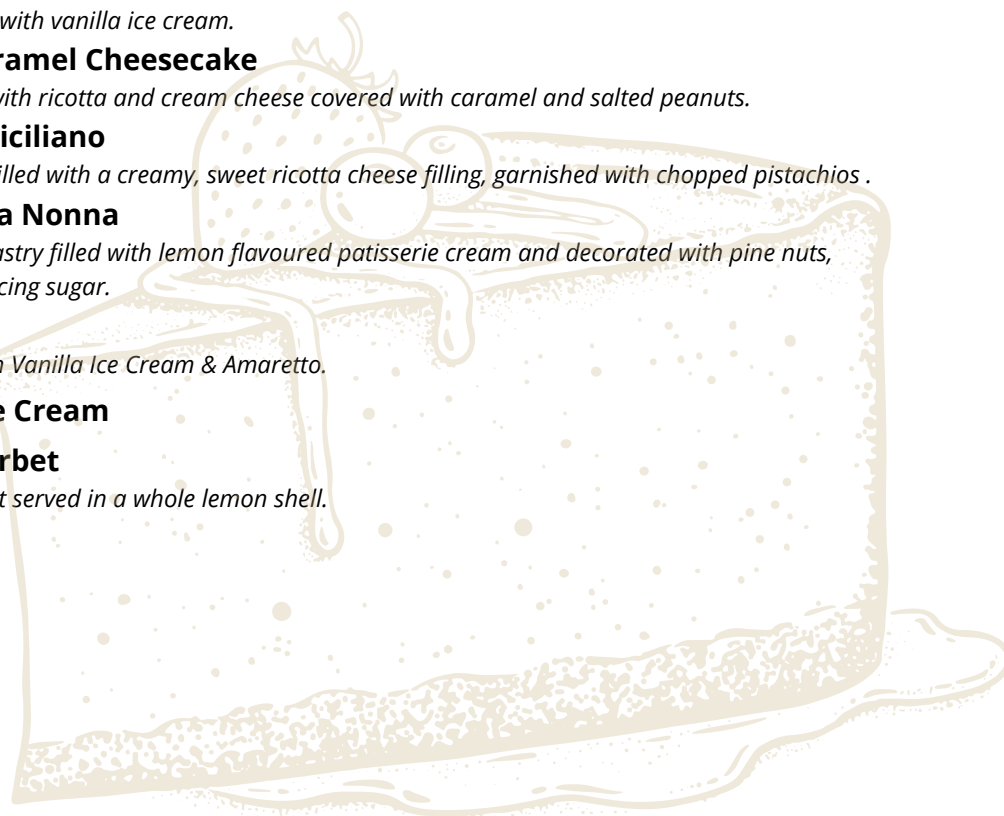 with vanilla ice cream.
ramel Cheesecake
with ricotta and cream cheese covered with caramel and salted peanuts.
iciliano
illed with a creamy, sweet ricotta cheese filling, garnished with chopped pistachios .
a Nonna
astry filled with lemon flavoured patisserie cream and decorated with pine nuts,
cing sugar.
n Vanilla Ice Cream & Amaretto.
e Cream
rbet
t served in a whole lemon shell.